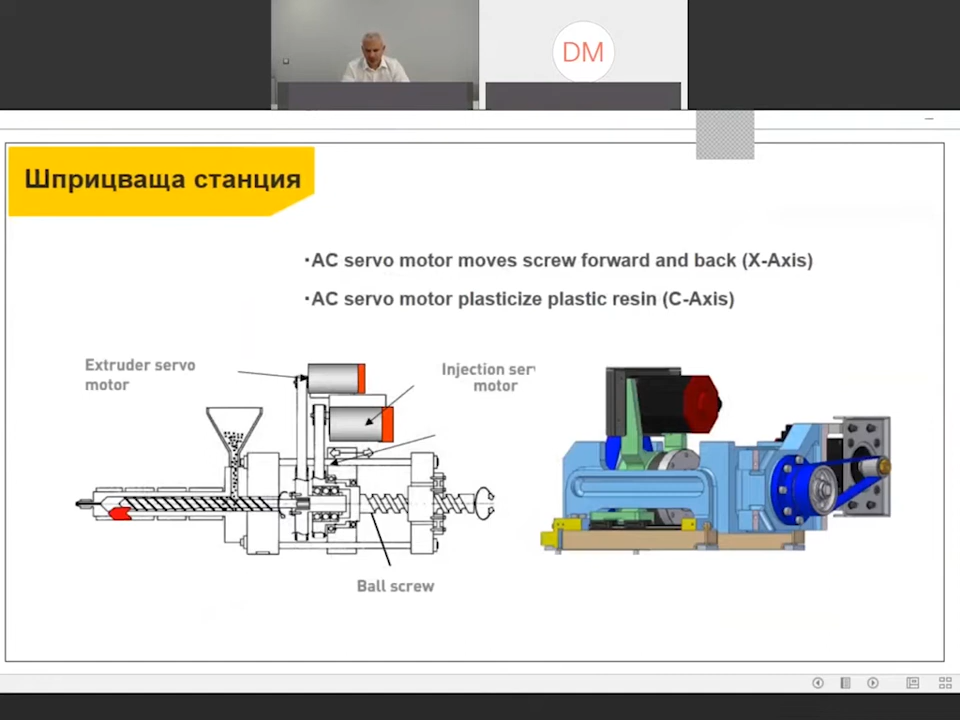 DM
Шприцваща станция
·AC servo motor moves screw forward and back (X-Axis)
·AC servo motor plasticize plastic resin (C-Axis)
Extruder servo
motor
Injection ser
motor
Ball screw